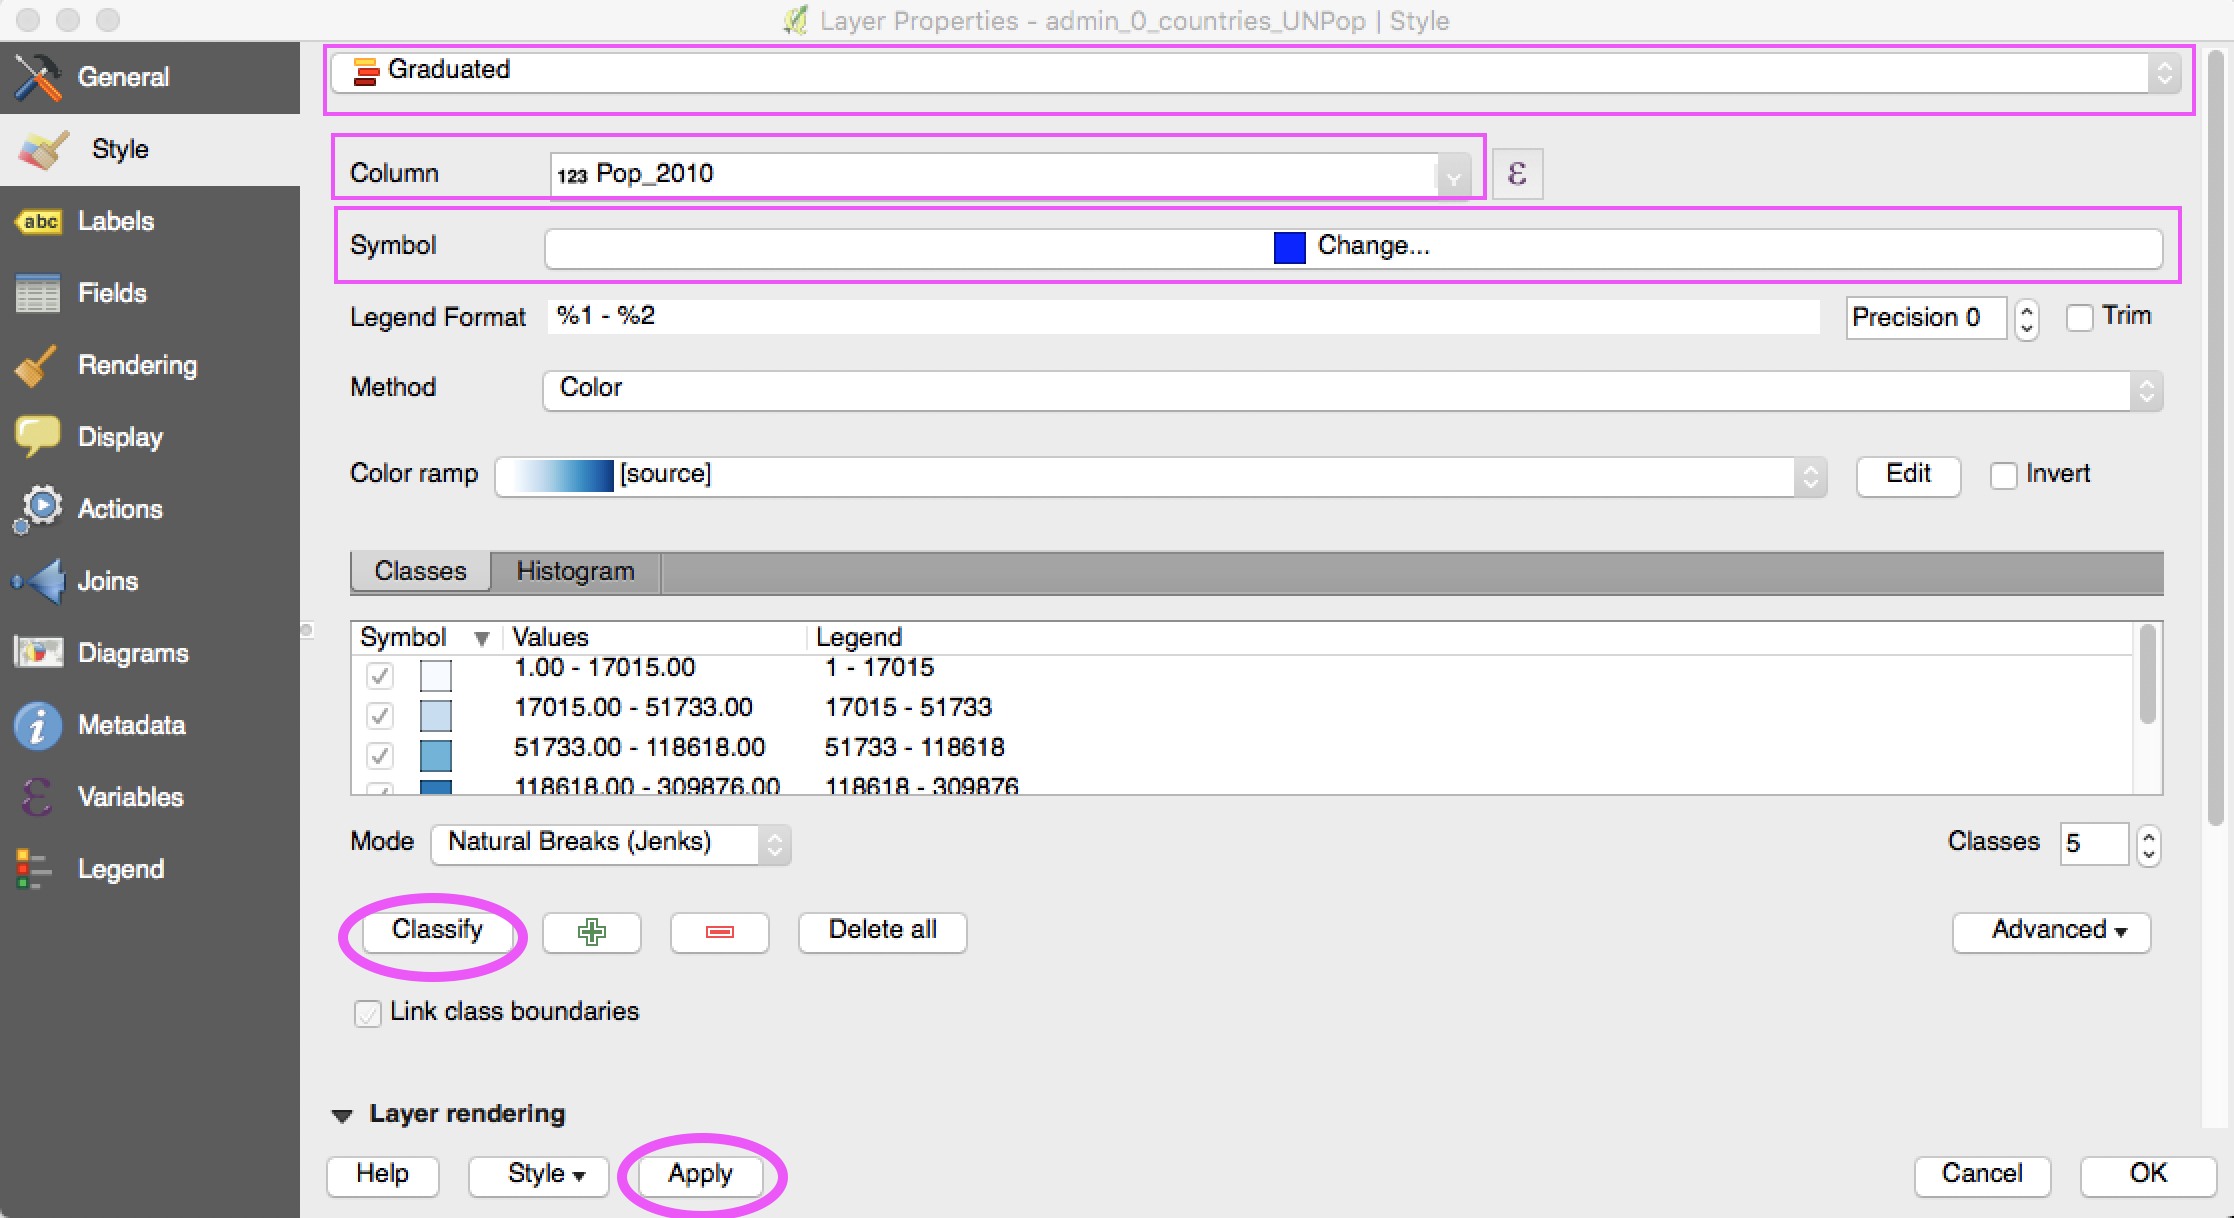 Layer Properties - admin_0_countries_UNPop | Style
General
Style
abc Labels
Fields
Rendering
Display
Actions
Joins
Diagrams
i Metadata
ε Variables
Legend
Graduated
Column 123 Pop_2010 ε
Symbol Change...
Legend Format %1 - %2 Precision 0 Trim
Method Color
Color ramp [source] Edit Invert
Classes Histogram
Symbol Values Legend
1.00 - 17015.00 1 - 17015
17015.00 - 51733.00 17015 - 51733
51733.00 - 118618.00 51733 - 118618
118618.00 - 309876.00 118618 - 309876
Mode Natural Breaks (Jenks) Classes 5
Classify Delete all Advanced
Link class boundaries
Layer rendering
Help Style Apply Cancel OK